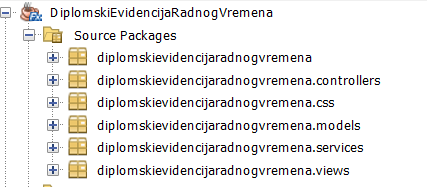 DiplomskiEvidencijaRadnogVremena
Source Packages
diplomskievidencijaradnogvremena
diplomskievidencijaradnogvremena.controllers
diplomskievidencijaradnogvremena.css
diplomskievidencijaradnogvremena.models
diplomskievidencijaradnogvremena.services
diplomskievidencijaradnogvremena.views